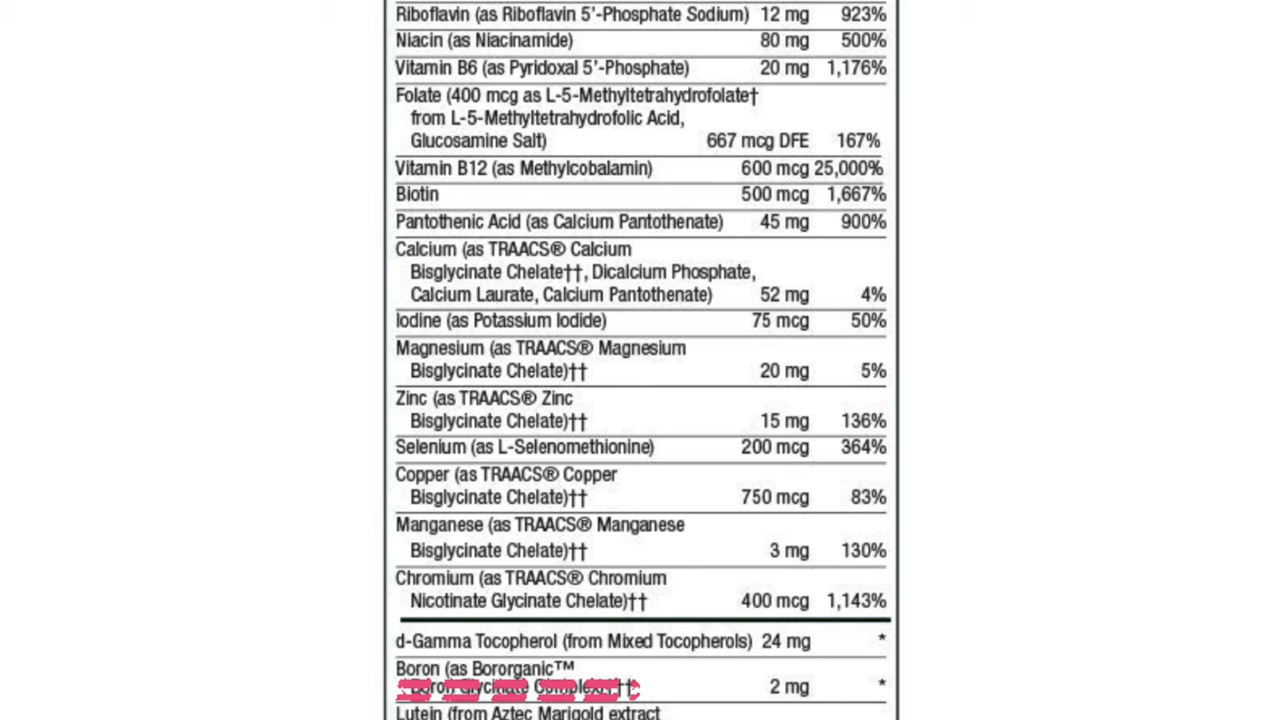 Riboflavin (as Riboflavin 5’-Phosphate Sodium) 12 mg 923%
Niacin (as Niacinamide) 80 mg 500%
Vitamin B6 (as Pyridoxal 5’-Phosphate) 20 mg 1,176%
Folate (400 mcg as L-5-Methyltetrahydrofolate†
from L-5-Methyltetrahydrofolic Acid,
Glucosamine Salt) 667 mcg DFE 167%
Vitamin B12 (as Methylcobalamin) 600 mcg 25,000%
Biotin 500 mcg 1,667%
Pantothenic Acid (as Calcium Pantothenate) 45 mg 900%
Calcium (as TRAACS® Calcium
Bisglycinate Chelate††, Dicalcium Phosphate,
Calcium Laurate, Calcium Pantothenate) 52 mg 4%
Iodine (as Potassium Iodide) 75 mcg 50%
Magnesium (as TRAACS® Magnesium
Bisglycinate Chelate)†† 20 mg 5%
Zinc (as TRAACS® Zinc
Bisglycinate Chelate)†† 15 mg 136%
Selenium (as L-Selenomethionine) 200 mcg 364%
Copper (as TRAACS® Copper
Bisglycinate Chelate)†† 750 mcg 83%
Manganese (as TRAACS® Manganese
Bisglycinate Chelate)†† 3 mg 130%
Chromium (as TRAACS® Chromium
Nicotinate Glycinate Chelate)†† 400 mcg 1,143%
d-Gamma Tocopherol (from Mixed Tocopherols) 24 mg *
Boron (as Bororganic™
Boron Glycinate Complex)††† 2 mg *
Lutein (from Aztec Marigold extract